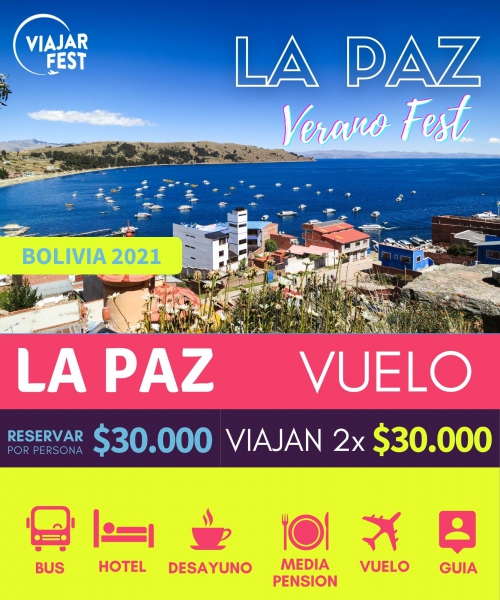 VIAJAR
FEST
LA PAZ
Verano Fest
BOLIVIA 2021
LA PAZ VUELO
RESERVAR
POR PERSONA
$30.000 VIAJAN 2x $30.000
BUS HOTEL DESAYUNO MEDIA
PENSION VUELO GUIA